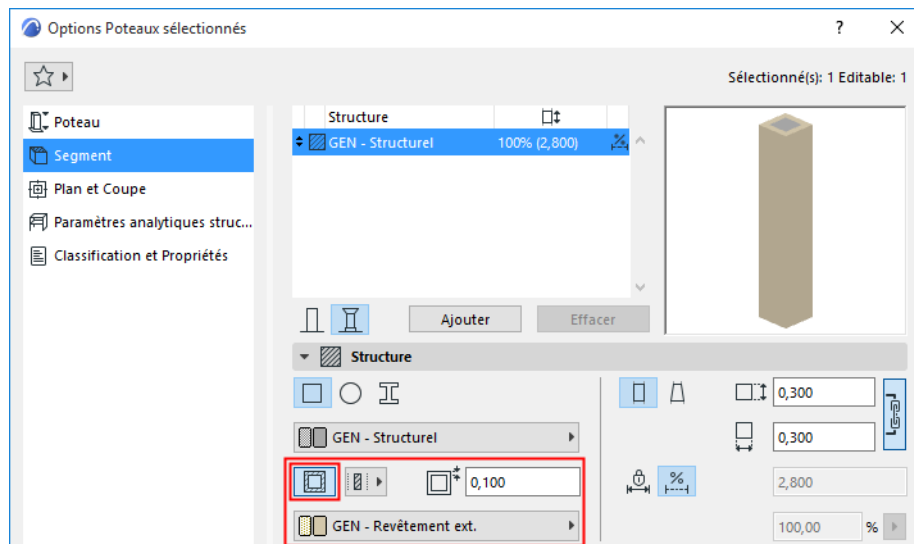 Options Poteaux sélectionnés
?
Sélectionné(s): 1 Editable: 1
Poteau
Segment
Plan et Coupe
Paramètres analytiques struc...
Classification et Propriétés
Structure
GEN - Structurel 100% (2,800) %
Ajouter Effacer
Structure
0,300
GEN - Structurel
0,300
0,100
%
2,800
GEN - Revêtement ext.
100,00 %